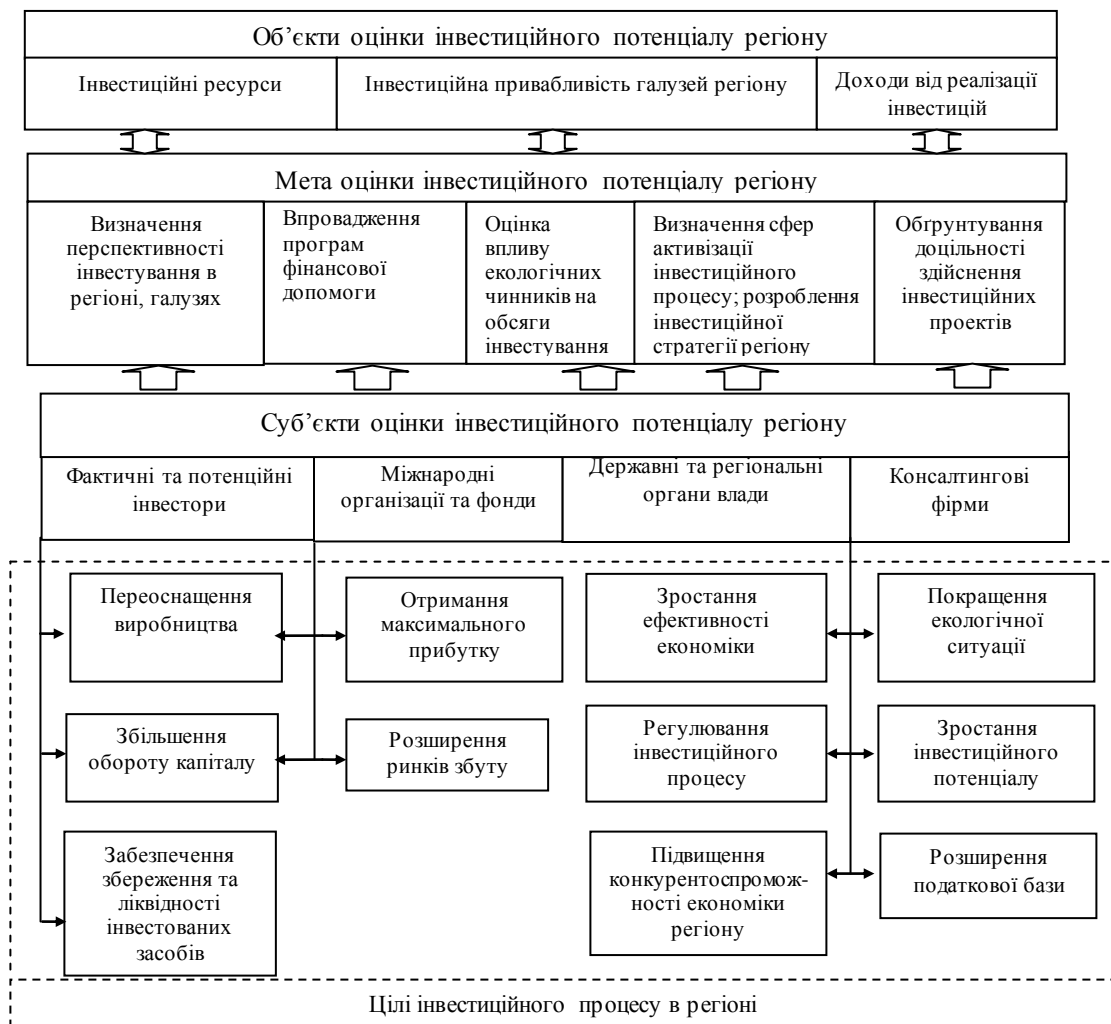 Об’єкти оцінки інвестиційного потенціалу регіону
Інвестиційні ресурси
Інвестиційна привабливість галузей регіону
Доходи від реалізації
інвестицій
Мета оцінки інвестиційного потенціалу регіону
Визначення
перспективності
інвестування в
регіоні, галузях
Впровадження
програм
фінансової
допомоги
Оцінка
впливу
екологічних
чинників на
обсяги
інвестування
Визначення сфер
активізації
інвестиційного
процесу; розроблення
інвестиційної
стратегії регіону
Обґрунтування
доцільності
здійснення
інвестиційних
проектів
Суб’єкти оцінки інвестиційного потенціалу регіону
Фактичні та потенційні
інвестори
Міжнародні
організації та фонди
Державні та регіональні
органи влади
Консалтингові
фірми
Переоснащення
виробництва
Отримання
максимального
прибутку
Зростання
ефективності
економіки
Покращення
екологічної
ситуації
Збільшення
обороту капіталу
Розширення
ринків збуту
Регулювання
інвестиційного
процесу
Зростання
інвестиційного
потенціалу
Забезпечення
збереження та
ліквідності
інвестованих
засобів
Підвищення
конкурентоспромож-
ності економіки
регіону
Розширення
податкової бази
Цілі інвестиційного процесу в регіоні